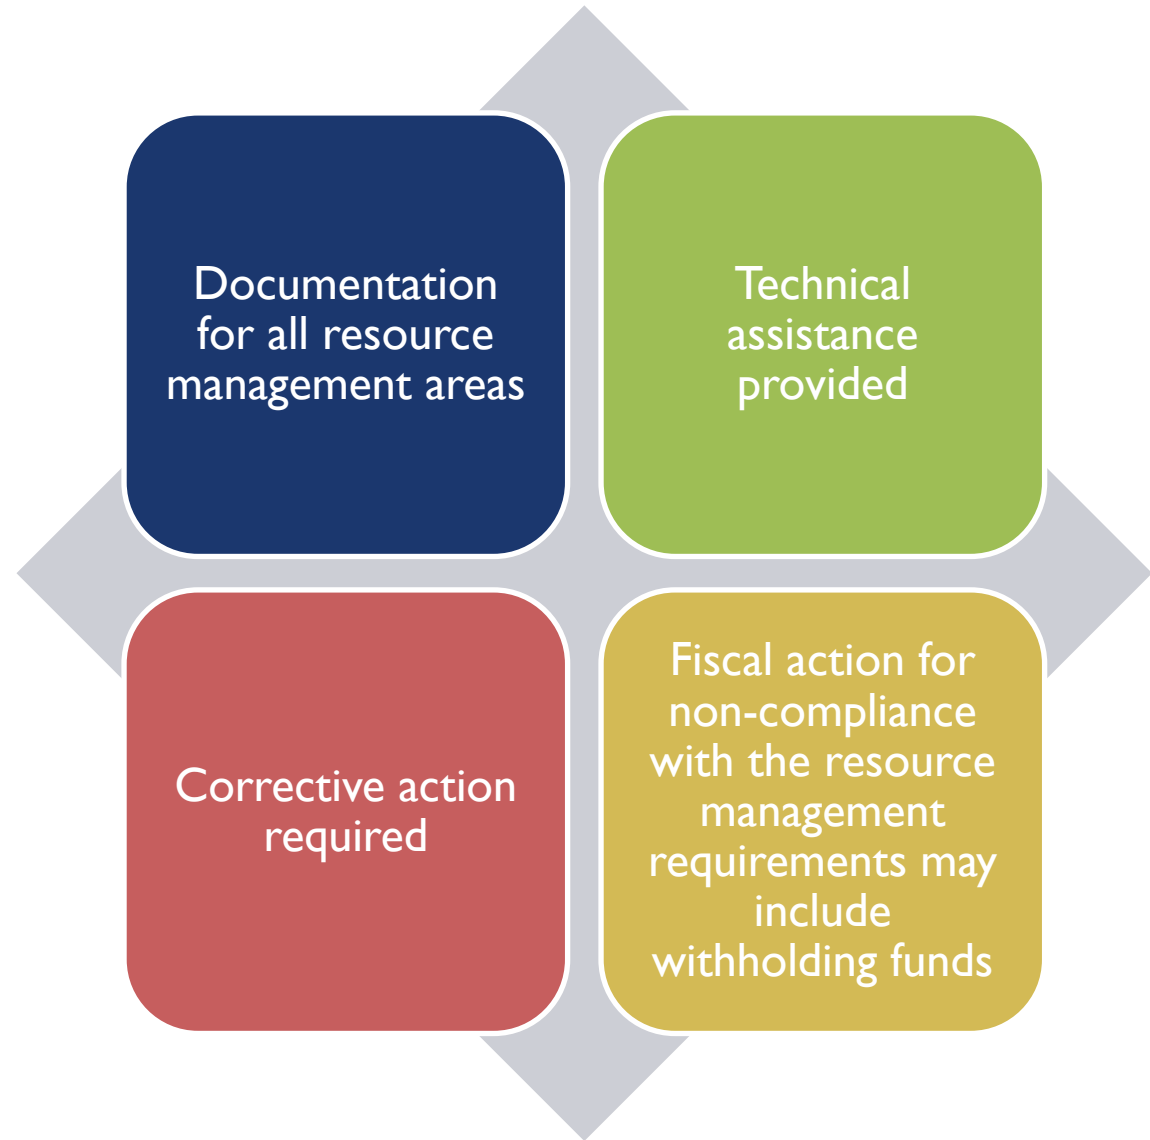 Documentation
for all resource
management areas
Technical
assistance
provided
Corrective action
required
Fiscal action for
non-compliance
with the resource
management
requirements may
include
withholding funds